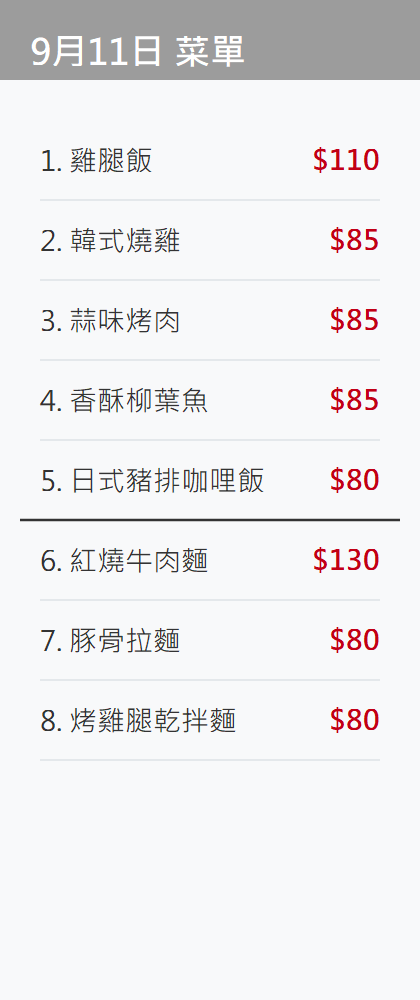 9月11日 菜單
1. 雞腿飯 $110
2. 韓式燒雞 $85
3. 蒜味烤肉 $85
4. 香酥柳葉魚 $85
5. 日式豬排咖哩飯 $80
6. 紅燒牛肉麵 $130
7. 豚骨拉麵 $80
8. 烤雞腿乾拌麵 $80